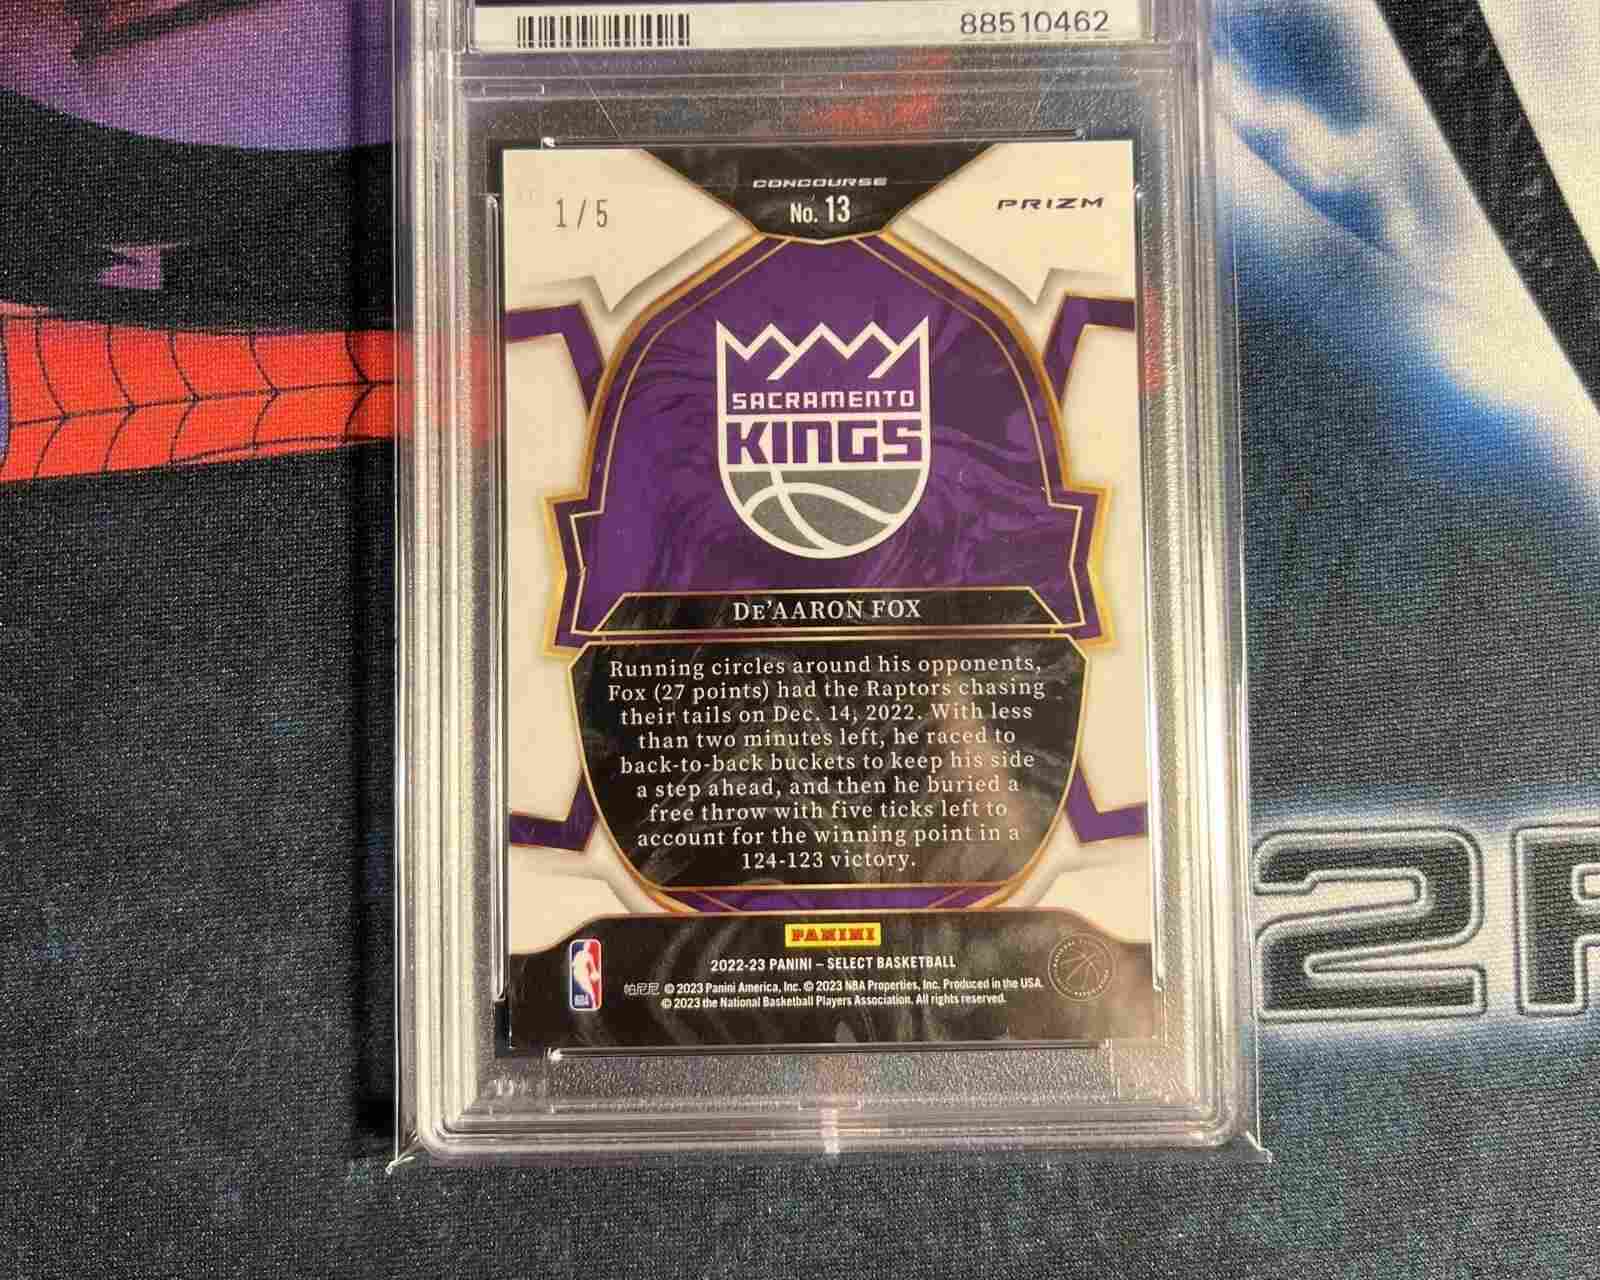 88510462
CONCOURSE
1/5
No. 13
PRIZM
SACRAMENTO
KINGS
DE'AARON FOX
Running circles around his opponents,
Fox (27 points) had the Raptors chasing
their tails on Dec. 14, 2022. With less
than two minutes left, he raced to
back-to-back buckets to keep his side
a step ahead, and then he buried a
free throw with five ticks left to
account for the winning point in a
124-123 victory.
PANINI
2022-23 PANINI – SELECT BASKETBALL
帕尼尼 © 2023 Panini America, Inc. © 2023 NBA Properties, Inc. Produced in the USA.
© 2023 the National Basketball Players Association. All rights reserved.
NBA
2